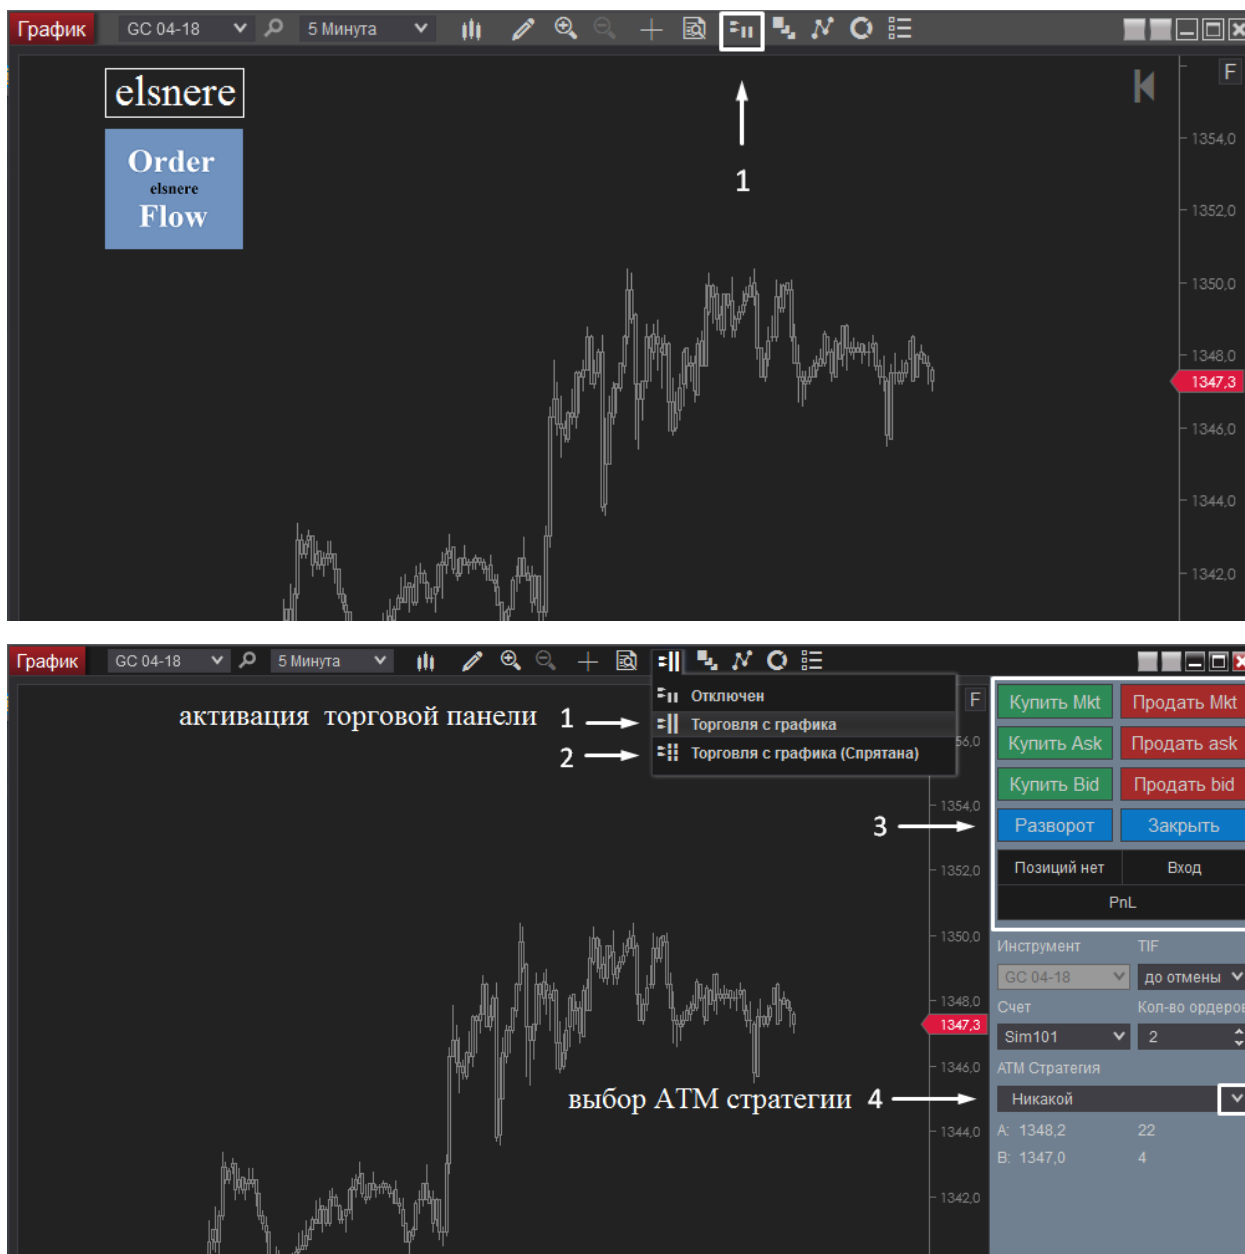 График GC 04-18 5 Минута
F
elsnere
Order
elsnere
Flow
1
1354,0
1352,0
1350,0
1348,0
1347,3
1346,0
1344,0
1342,0
График GC 04-18 5 Минута
Отключен
Торговля с графика
Торговля с графика (Спрятана)
активация торговой панели 1
2
F
56,0
1354,0
1352,0
1350,0
1348,0
1347,3
1346,0
1344,0
1342,0
3
Купить Mkt Продать Mkt
Купить Ask Продать ask
Купить Bid Продать bid
Разворот Закрыть
Позиций нет Вход
PnL
Инструмент TIF
GC 04-18 до отмены
Счет Кол-во ордеров
Sim101 2
АТМ Стратегия
выбор АТМ стратегии 4
Никакой
A: 1348,2 22
B: 1347,0 4